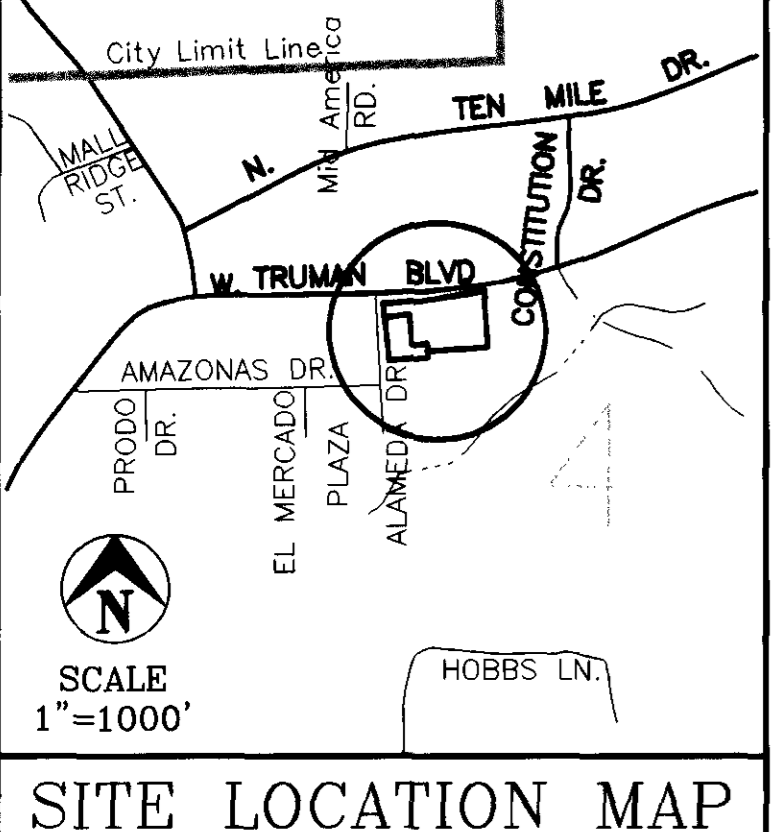 City Limit Line
Mid America
RD.
N. TEN MILE DR.
MALL
RIDGE
ST.
CONSTITUTION
DR.
W. TRUMAN BLVD
AMAZONAS DR.
PRODO
DR.
EL MERCADO
PLAZA
ALAMEDA DR
N
SCALE
1"=1000'
HOBBS LN.
SITE LOCATION MAP